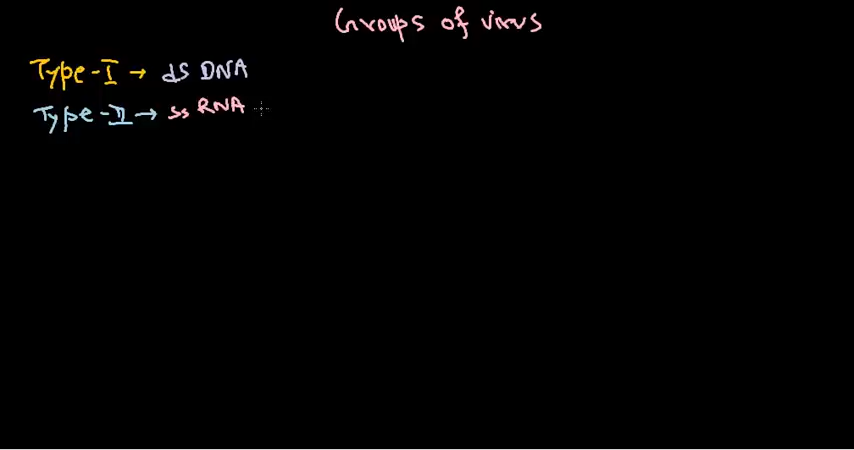 Groups of virus
Type-I → ds DNA
Type-II → ss RNA